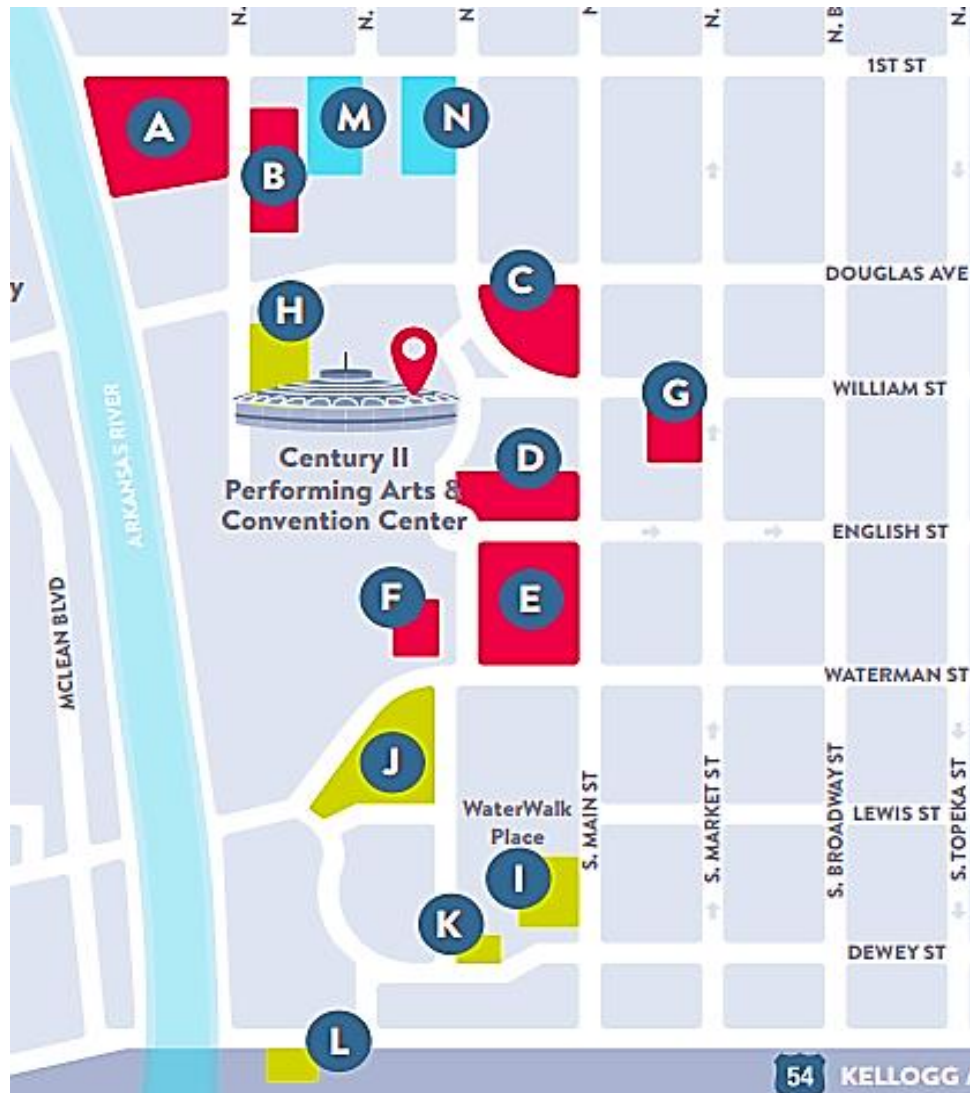 N.
N.
N
N.
N. B
N.
1ST ST
A
M
N
B
DOUGLAS AVE
C
y
H
WILLIAM ST
G
ARKANSAS RIVER
Century II
Performing Arts &
Convention Center
D
ENGLISH ST
MCLEAN BLVD
F
E
WATERMAN ST
J
S. MAIN ST
S. MARKET ST
S. BROADWAY ST
S. TOPEKA ST
LEWIS ST
WaterWalk
Place
I
K
DEWEY ST
L
54
KELLOGG A